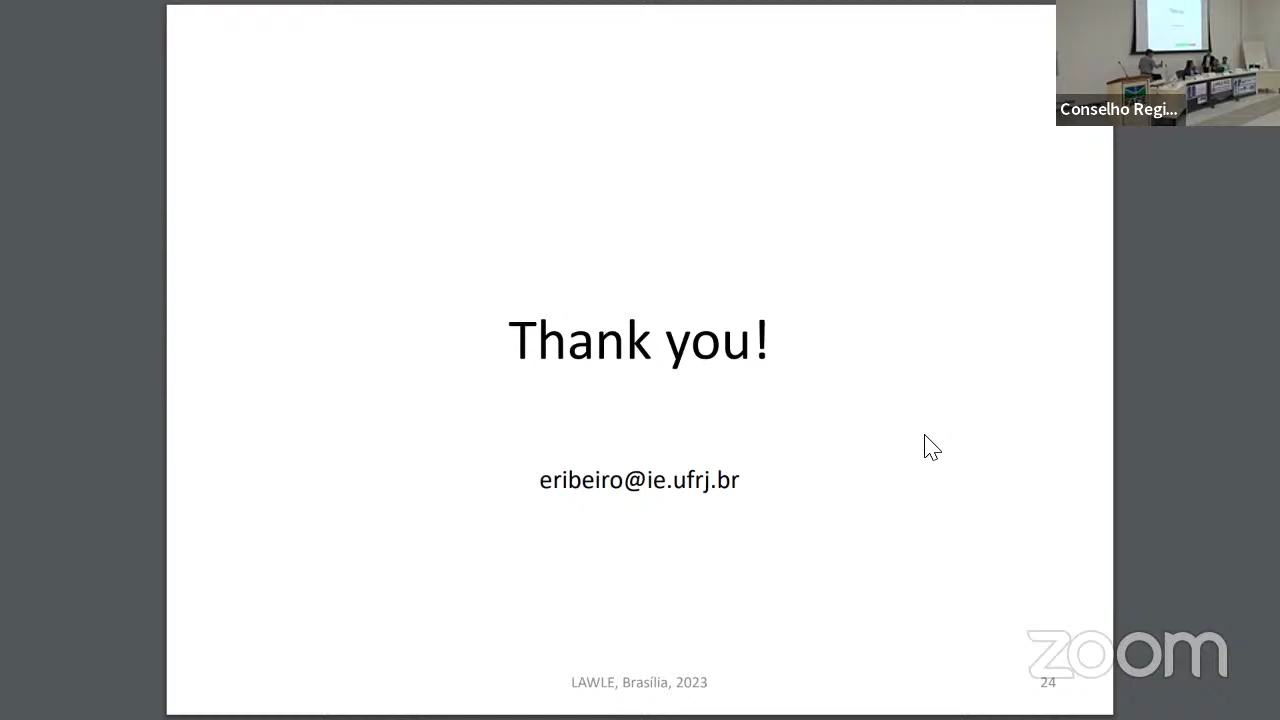 Conselho Regi...
Thank you!
eribeiro@ie.ufrj.br
LAWLE, Brasília, 2023
24
zoom